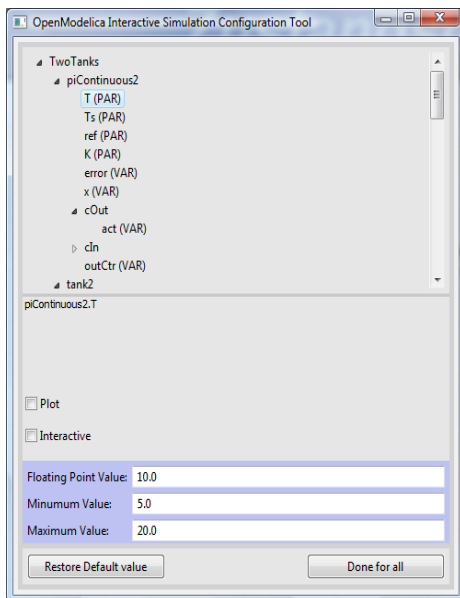 OpenModelica Interactive Simulation Configuration Tool
TwoTanks
piContinuous2
T (PAR)
Ts (PAR)
ref (PAR)
K (PAR)
error (VAR)
x (VAR)
cOut
act (VAR)
cIn
outCtr (VAR)
tank2
piContinuous2.T
Plot
Interactive
Floating Point Value: 10.0
Minumum Value: 5.0
Maximum Value: 20.0
Restore Default value Done for all